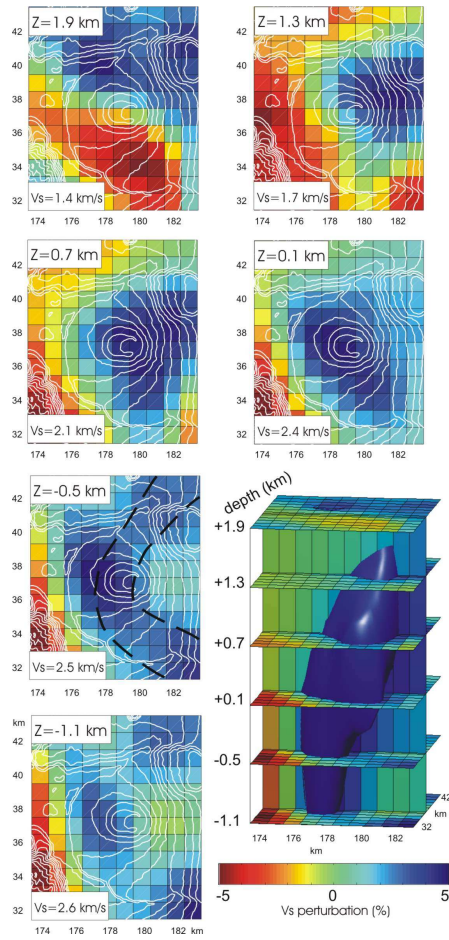 Z=1.9 km
Z=1.3 km
42
40
38
36
34
32
42
40
38
36
34
32
Vs=1.4 km/s
Vs=1.7 km/s
174 176 178 180 182
174 176 178 180 182
Z=0.7 km
Z=0.1 km
42
40
38
36
34
32
42
40
38
36
34
32
Vs=2.1 km/s
Vs=2.4 km/s
174 176 178 180 182
174 176 178 180 182
Z=-0.5 km
42
40
38
36
34
32
Vs=2.5 km/s
174 176 178 180 182
depth (km)
+1.9
+1.3
+0.7
+0.1
-0.5
-1.1
174 176 178 180 182
km
32
42
km
km
Z=-1.1 km
42
40
38
36
34
32
Vs=2.6 km/s
174 176 178 180 182 km
-5 0 5
Vs perturbation (%)